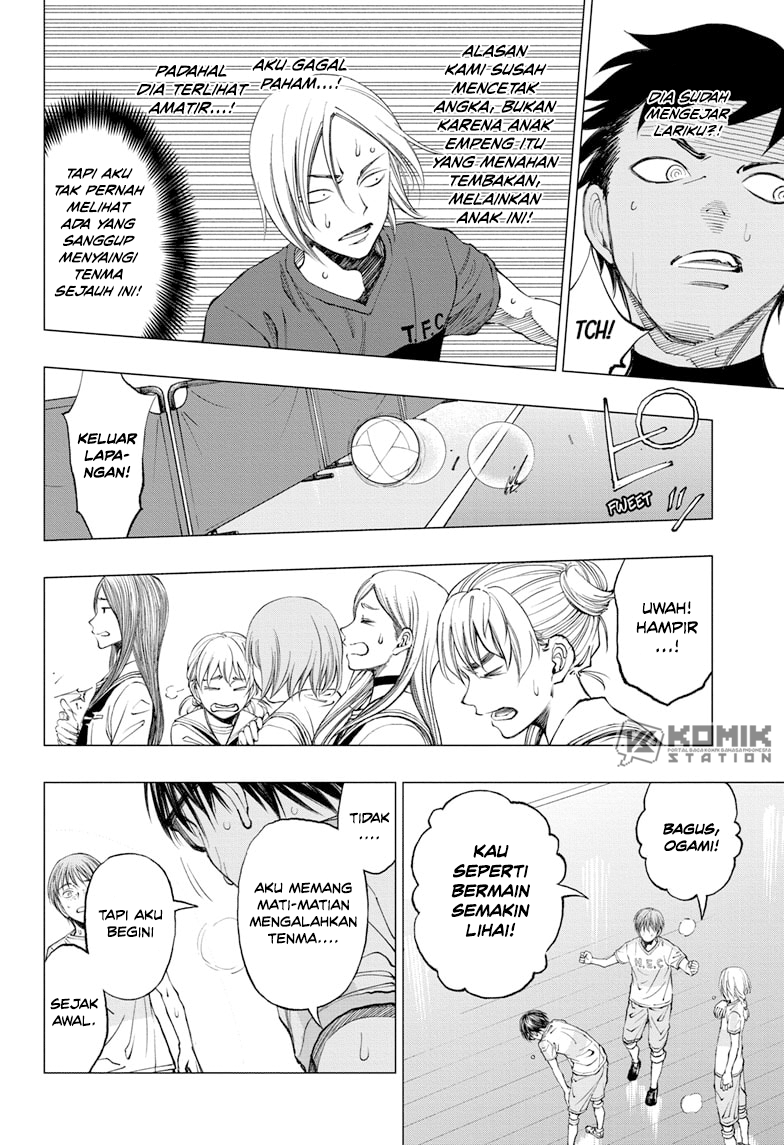 DIA SUDAH
MENGEJAR
LARIKU?!
TCH!
ALASAN
KAMI SUSAH
MENCETAK
ANGKA, BUKAN
KARENA ANAK
EMPENG ITU
YANG MENAHAN
TEMBAKAN,
MELAINKAN
ANAK INI!
AKU GAGAL
PAHAM...!
PADAHAL
DIA TERLIHAT
AMATIR...!
TAPI AKU
TAK PERNAH
MELIHAT
ADA YANG
SANGGUP
MENYAINGI
TENMA
SEJAUH INI!
T.F.C
ピッ
FWEET
KELUAR
LAPA-
NGAN!
UWAH!
HAMPIR
...!
KOMIK
STATION
BAGUS,
OGAMI!
KAU
SEPERTI
BERMAIN
SEMAKIN
LIHAI!
H.F.C
TIDAK
....
AKU MEMANG
MATI-MATIAN
MENGALAHKAN
TENMA....
TAPI AKU
BEGINI
SEJAK
AWAL.